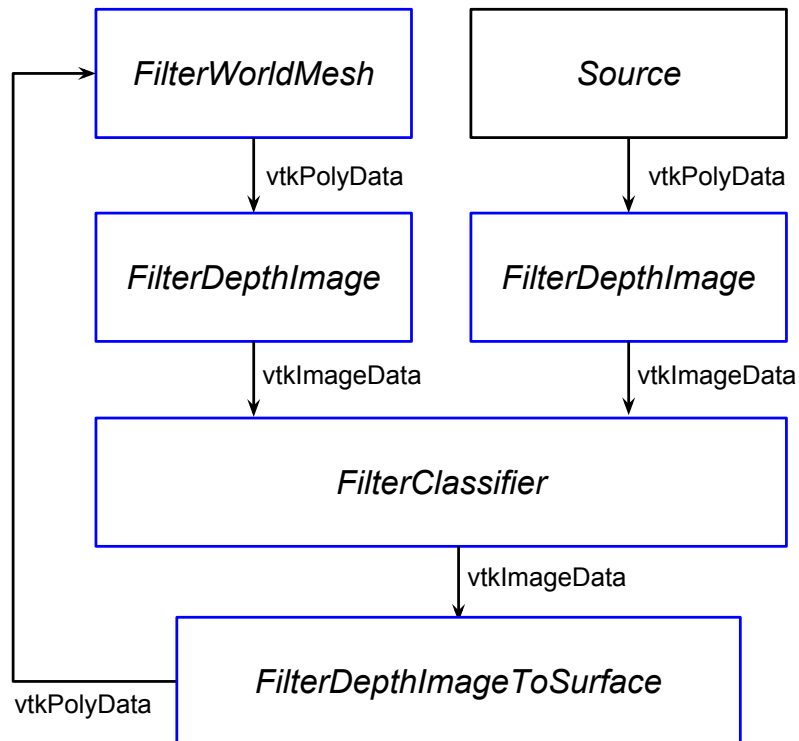 FilterWorldMesh
Source
vtkPolyData
vtkPolyData
FilterDepthImage
FilterDepthImage
vtkImageData
vtkImageData
FilterClassifier
vtkImageData
FilterDepthImageToSurface
vtkPolyData